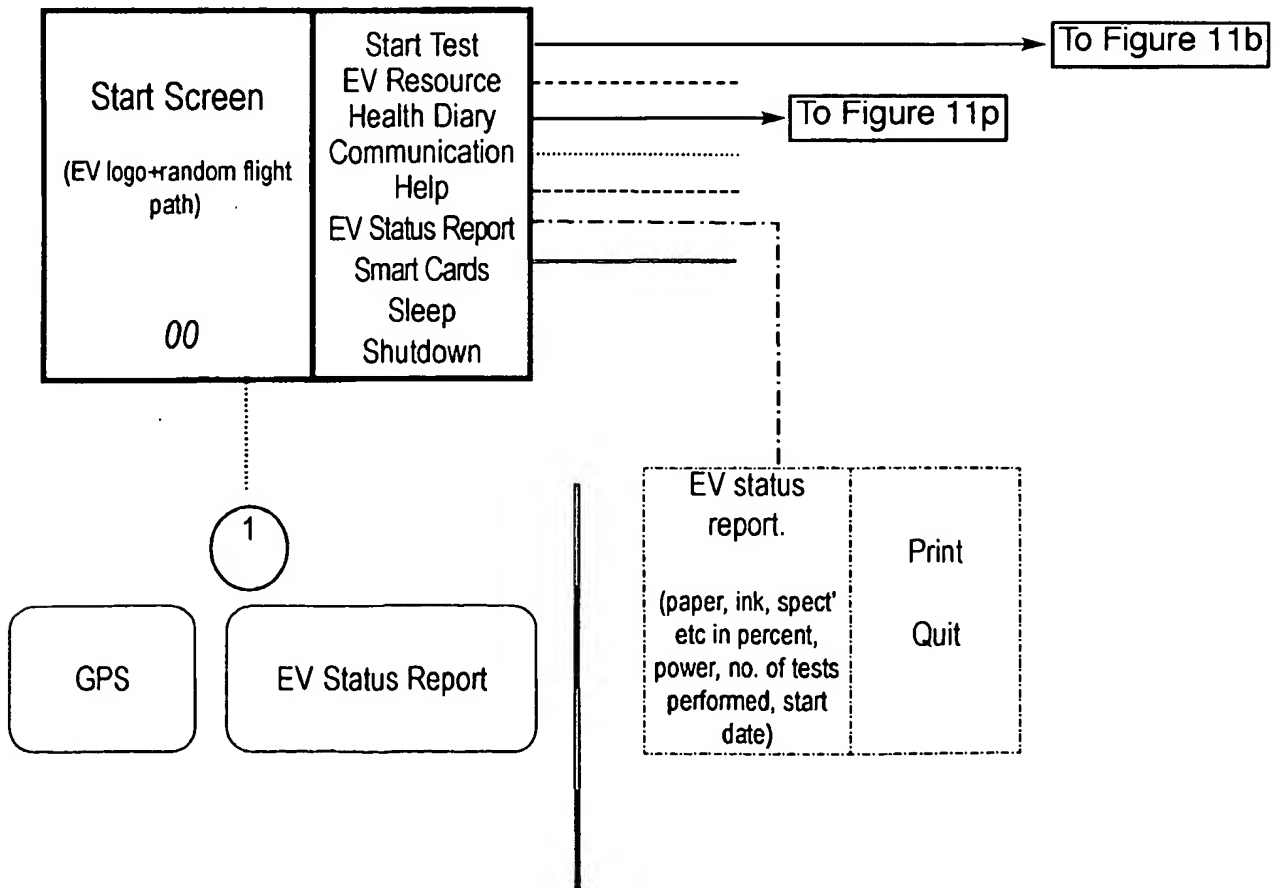 Start Screen
(EV logo+random flight
path)
00
Start Test
EV Resource
Health Diary
Communication
Help
EV Status Report
Smart Cards
Sleep
Shutdown
To Figure 11b
To Figure 11p
1
GPS
EV Status Report
EV status
report.
(paper, ink, spect'
etc in percent,
power, no. of tests
performed, start
date)
Print
Quit